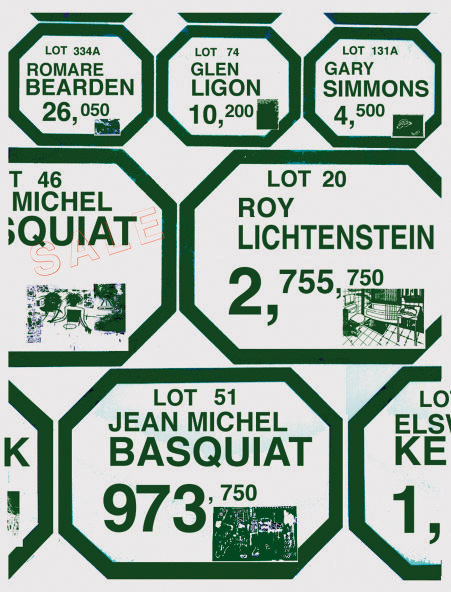 LOT 334A
ROMARE
BEARDEN
26,050
LOT 74
GLEN
LIGON
10,200
LOT 131A
GARY
SIMMONS
4,500
T 46
MICHEL
SQUIAT
SALE
LOT 20
ROY
LICHTENSTEIN
2,755,750
K
LOT 51
JEAN MICHEL
BASQUIAT
973,750
LO
ELSW
KE
1,